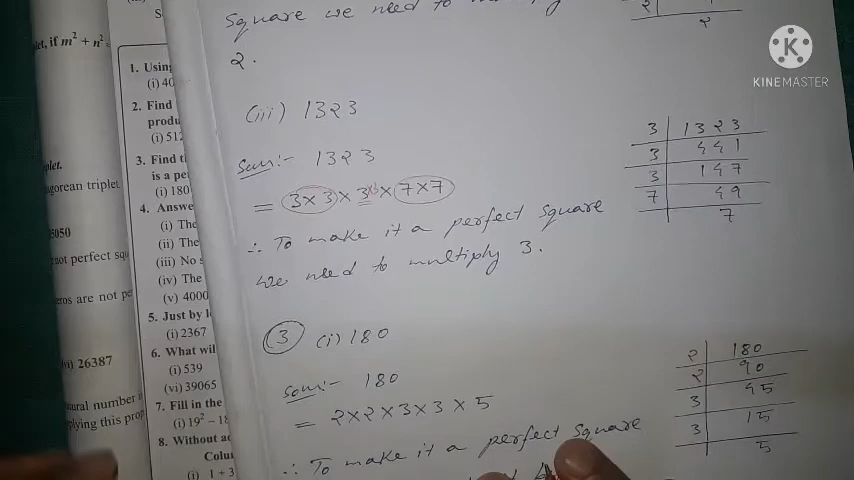 Square we need to
2.
2
2
K
KINEMASTER
if m² + n²
1. Using
(i) 40
2. Find
produ
(i) 512
3. Find t
is a pe
(i) 180
4. Answe
(i) The
(ii) The
(iii) No s
(iv) The
(v) 4000
5. Just by l
(i) 2367
6. What wil
(i) 539
(vi) 39065
7. Fill in the
(i) 19² – 18
8. Without a
Colu
(i) 1 + 3
plet.
agorean triplet
5050
not perfect squ
eros are not pe
(vi) 26387
ural number
plying this prop
(iii) 1323
Soln:- 1323
= 3×3 × 3 × 7×7
∴ To make it a perfect square
we need to multiply 3.
3 1323
3 441
3 147
7 49
7
(3) (i) 180
Soln:- 180
= 2×2×3×3×5
∴ To make it a perfect square
2 180
2 90
3 45
3 15
5